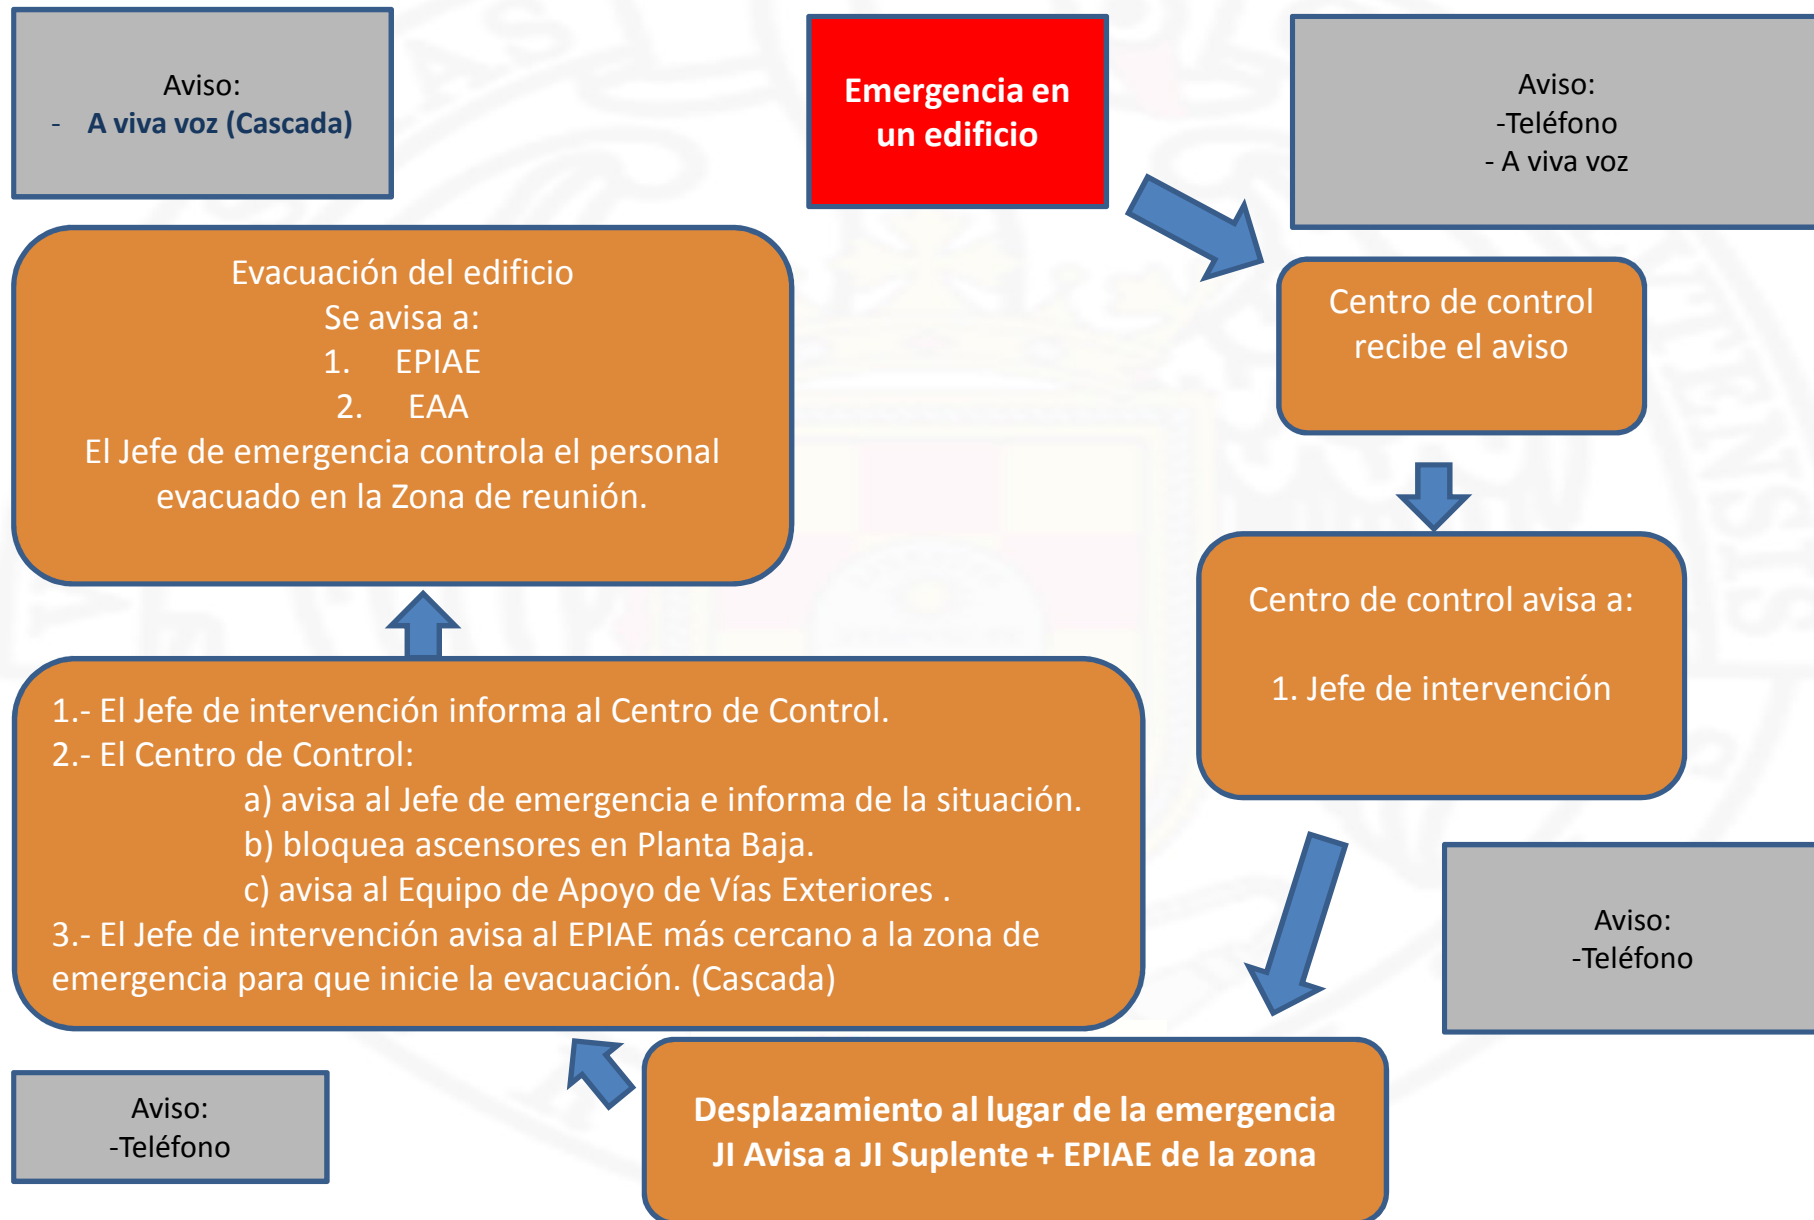 Aviso:
- A viva voz (Cascada)
Emergencia en
un edificio
Aviso:
-Teléfono
- A viva voz
Evacuación del edificio
Se avisa a:
1. EPIAE
2. EAA
El Jefe de emergencia controla el personal
evacuado en la Zona de reunión.
Centro de control
recibe el aviso
Centro de control avisa a:
1. Jefe de intervención
1.- El Jefe de intervención informa al Centro de Control.
2.- El Centro de Control:
a) avisa al Jefe de emergencia e informa de la situación.
b) bloquea ascensores en Planta Baja.
c) avisa al Equipo de Apoyo de Vías Exteriores .
3.- El Jefe de intervención avisa al EPIAE más cercano a la zona de
emergencia para que inicie la evacuación. (Cascada)
Aviso:
-Teléfono
Aviso:
-Teléfono
Desplazamiento al lugar de la emergencia
JI Avisa a JI Suplente + EPIAE de la zona